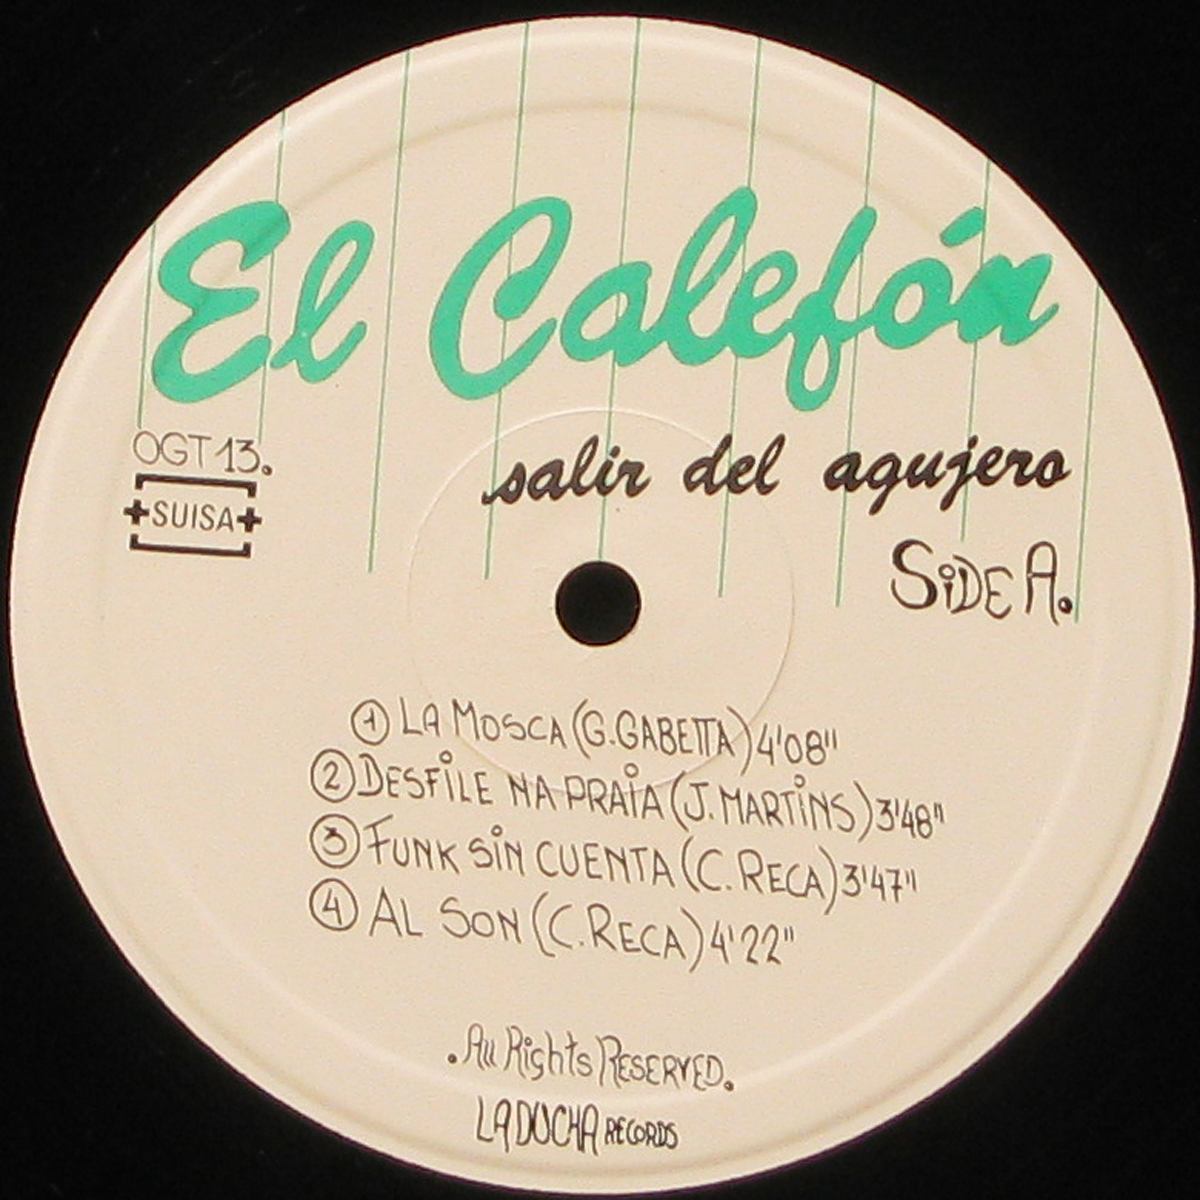 El Calefón
salir del agujero
OGT 13.
+SUISA+
SiDE A.
1 LA MOSCA (G. GABETTA) 4'08"
2 DESFiLE NA PRAiA (J. MARTiNS) 3'48"
3 FUNK SiN CUENTA (C. RECA) 3'47"
4 AL SON (C. RECA) 4'22"
.All Rights RESERVED.
LA DUCHA RECORDS